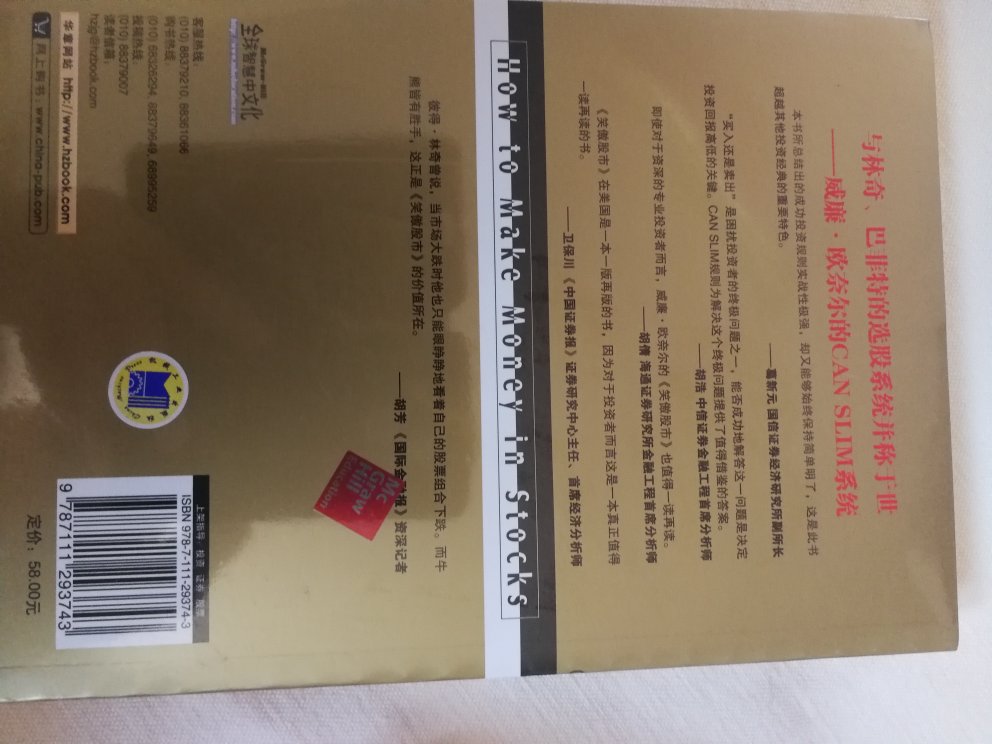 与林奇、巴菲特的选股系统并称于世
——威廉·欧奈尔的CAN SLIM系统
本书所总结出的成功投资规则实战性极强，却又能够始终保持简单明了，这是此书
超越其他投资经典的重要特色。
——葛新元 国信证券经济研究所副所长
“买入还是卖出”是困扰投资者的终极问题之一，能否成功地解答这一问题是决定
投资回报高低的关键。CAN SLIM规则为解决这个终极问题提供了值得借鉴的答案。
——胡浩 中信证券金融工程首席分析师
即使对于资深的专业投资者而言，威廉·欧奈尔的《笑傲股市》也值得一读再读。
——胡倩 海通证券研究所金融工程首席分析师
《笑傲股市》在美国是一本一版再版的书，因为对于投资者而言这是一本真正值得
一读再读的书。
——卫保川《中国证券报》证券研究中心主任、首席经济分析师
How to Make Money in Stocks
彼得·林奇曾说，当市场大跌时他也只能眼睁睁地看着自己的股票组合下跌。而牛
熊皆有胜手，这正是《笑傲股市》的价值所在。
——胡芳《国际金 报》资深记者
Mc
Graw
Hill
Education
McGraw-Hill
全球智慧中文化
客服热线：
(010) 88379210; 88361066
购书热线：
(010) 68326294; 88379649; 68995259
投稿热线：
(010) 88379007
读者信箱：
hzjg@hzbook.com
华章网站 http://www.hzbook.com
网上购书：www.china-pub.com
机械工业出版社
上架指导：投资 证券 股票
ISBN 978-7-111-29374-3
9 787111 293743
定价：58.00元